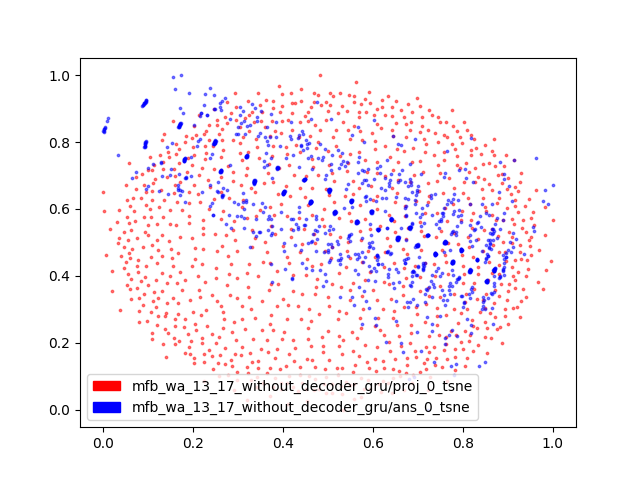 1.0
0.8
0.6
0.4
0.2
0.0
mfb_wa_13_17_without_decoder_gru/proj_0_tsne
mfb_wa_13_17_without_decoder_gru/ans_0_tsne
0.0 0.2 0.4 0.6 0.8 1.0